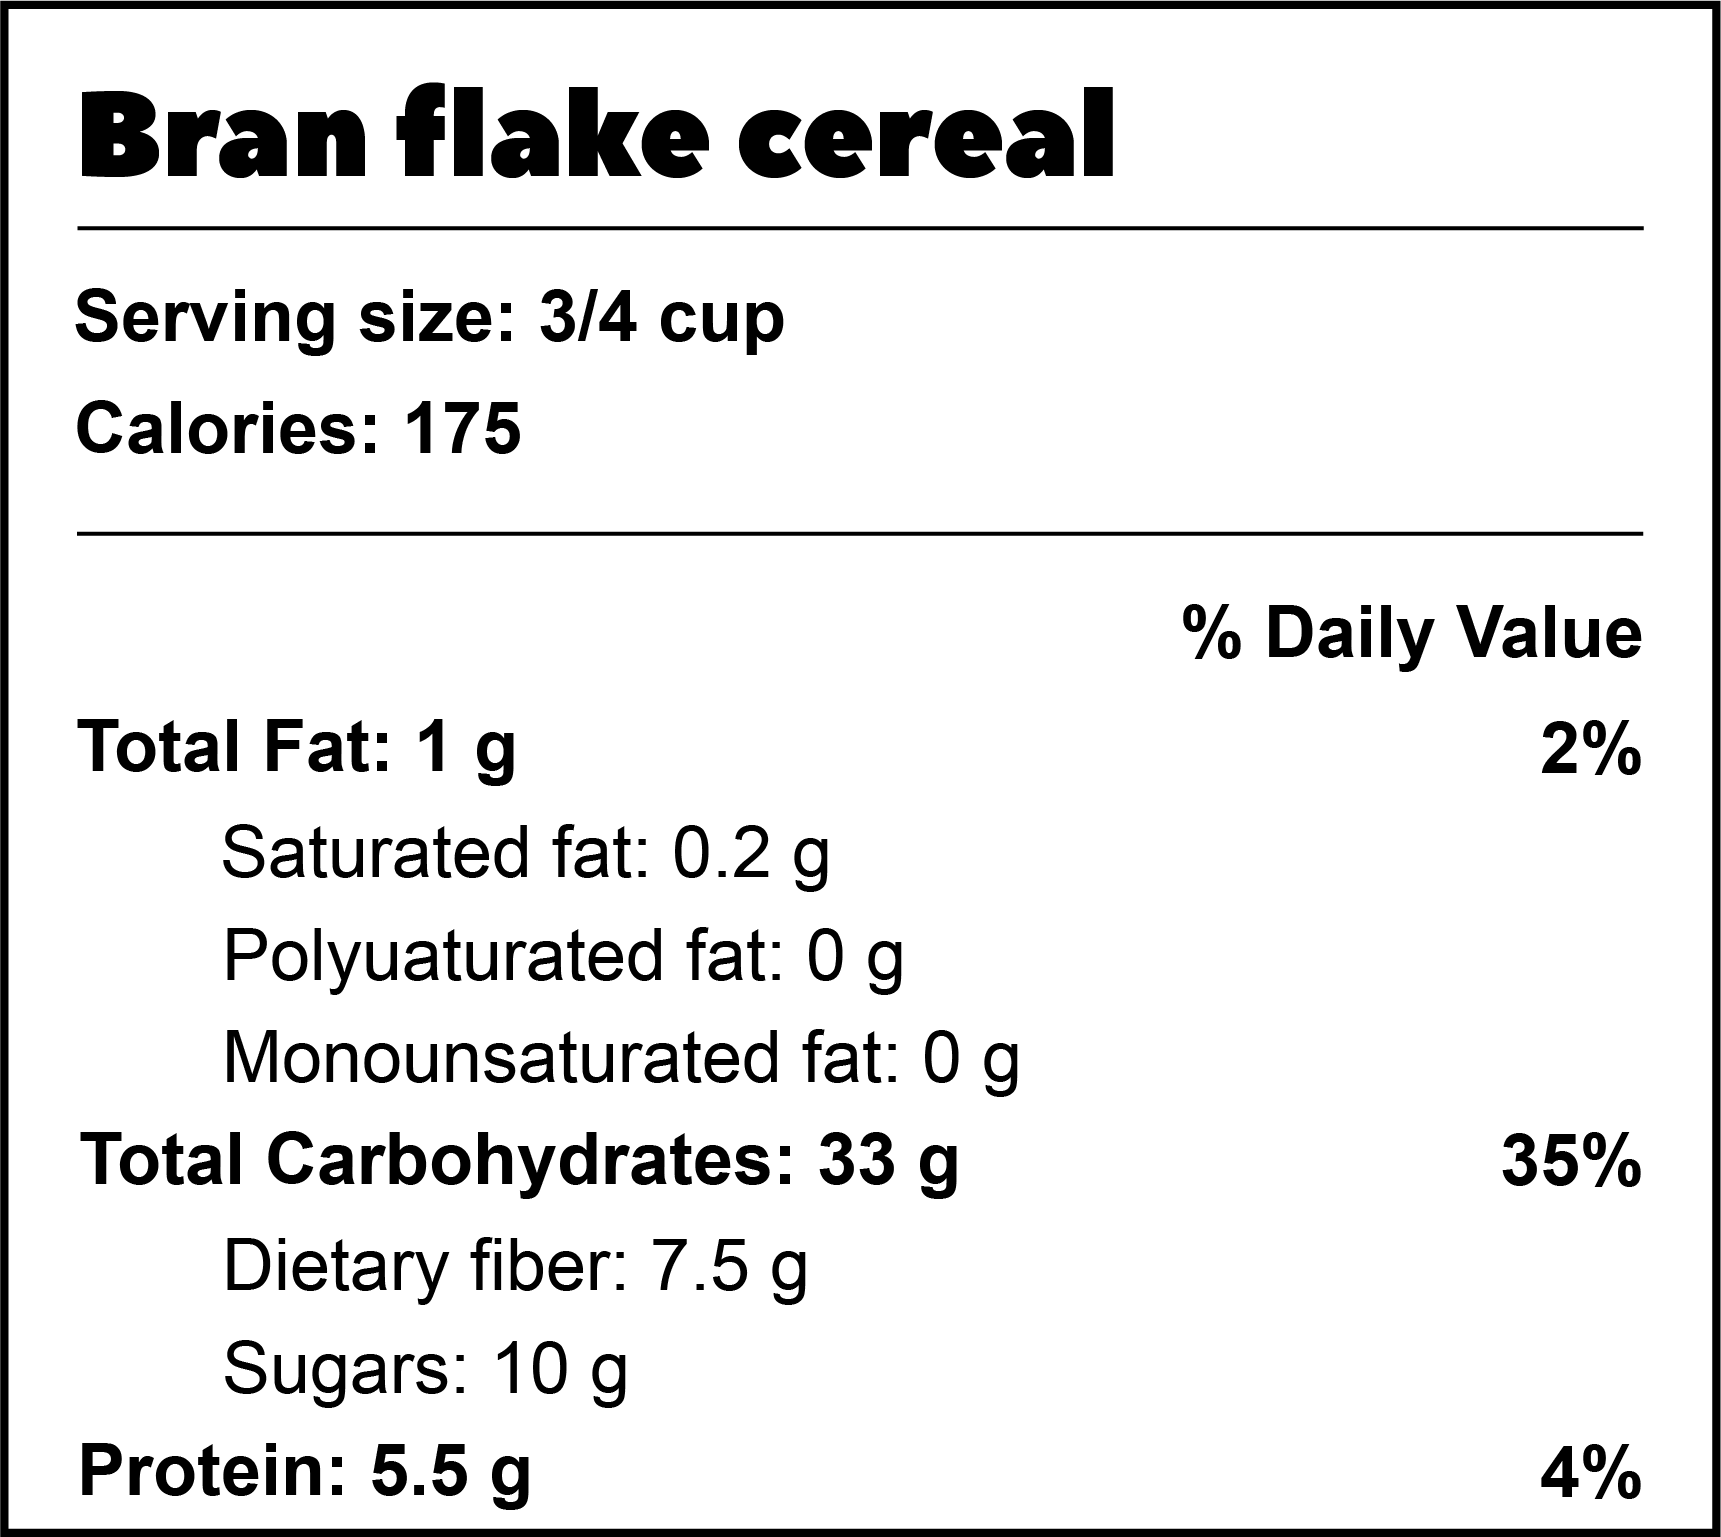 Bran flake cereal
Serving size: 3/4 cup
Calories: 175
% Daily Value
Total Fat: 1 g 2%
Saturated fat: 0.2 g
Polyuaturated fat: 0 g
Monounsaturated fat: 0 g
Total Carbohydrates: 33 g 35%
Dietary fiber: 7.5 g
Sugars: 10 g
Protein: 5.5 g 4%